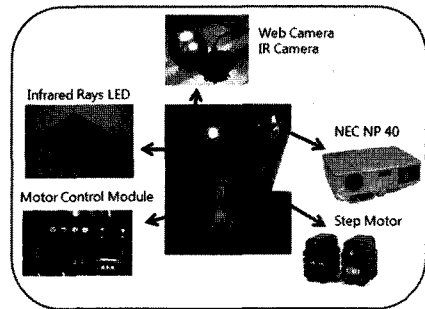 Web Camera
IR Camera
Infrared Rays LED
NEC NP 40
Motor Control Module
Step Motor